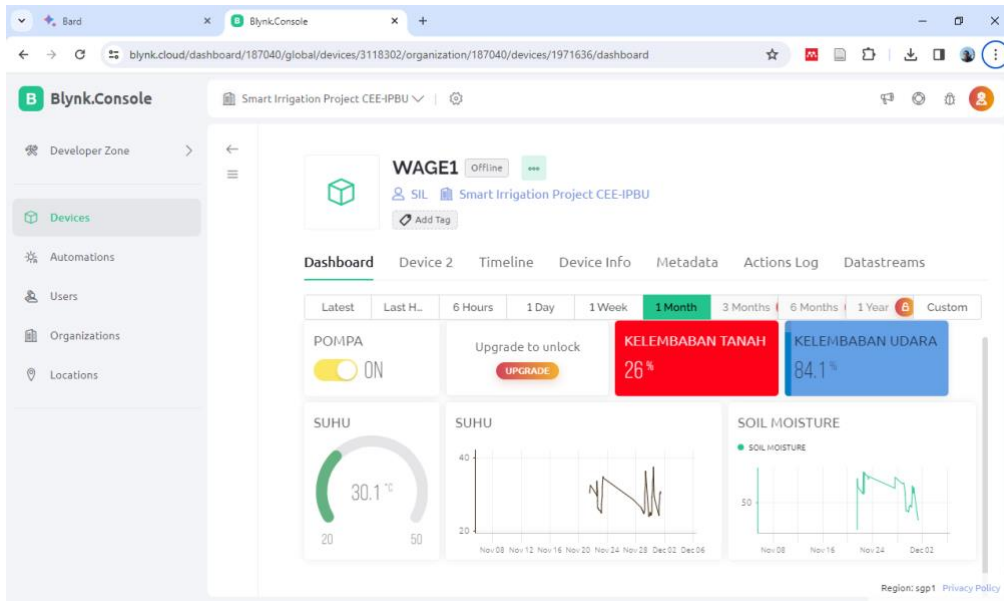 Bard
Blynk.Console
blynk.cloud/dashboard/187040/global/devices/3118302/organization/187040/devices/1971636/dashboard
B Blynk.Console
Smart Irrigation Project CEE-IPBU
Developer Zone
Devices
Automations
Users
Organizations
Locations
WAGE1 Offline
SIL Smart Irrigation Project CEE-IPBU
Add Tag
Dashboard Device 2 Timeline Device Info Metadata Actions Log Datastreams
Latest Last H... 6 Hours 1 Day 1 Week 1 Month 3 Months 6 Months 1 Year Custom
POMPA
ON
Upgrade to unlock
UPGRADE
KELEMBABAN TANAH
26 %
KELEMBABAN UDARA
84.1 %
SUHU
30.1 °C
20 50
SUHU
40
20
Nov 08 Nov 12 Nov 16 Nov 20 Nov 24 Nov 28 Dec 02 Dec 06
SOIL MOISTURE
SOIL MOISTURE
50
Nov 08 Nov 16 Nov 24 Dec 02
Region: sgp1 Privacy Policy